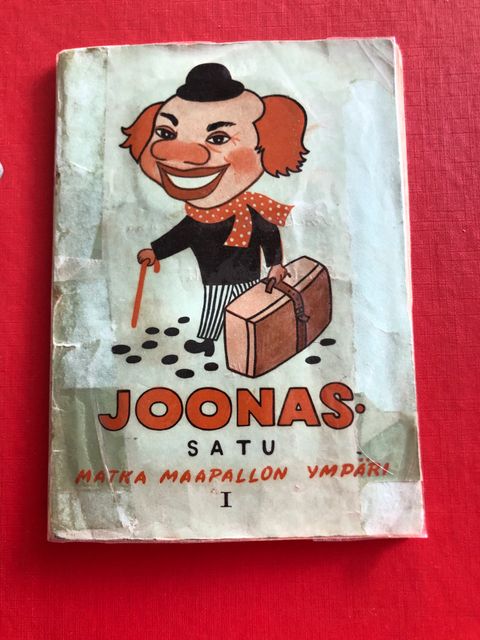 JOONAS-
SATU
MATKA MAAPALLON YMPÄRI
I